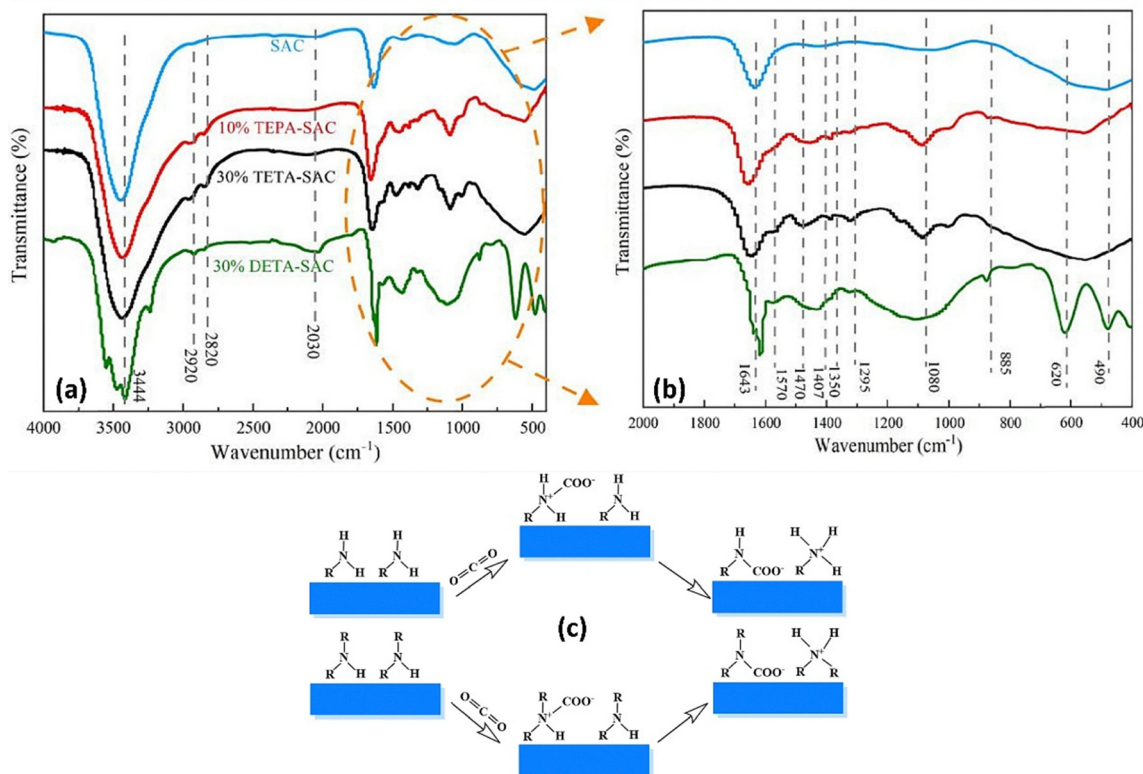 SAC
10% TEPA-SAC
30% TETA-SAC
30% DETA-SAC
Transmittance (%)
3444
2920
2820
2030
(a)
4000 3500 3000 2500 2000 1500 1000 500
Wavenumber (cm⁻¹)
Transmittance (%)
1643
1570
1470
1407
1350
1295
1080
885
620
490
(b)
2000 1800 1600 1400 1200 1000 800 600 400
Wavenumber (cm⁻¹)
H
N⁺
COO⁻
R
H
H
N
R
H
H
N
R
H
H
N
R
H
O=C=O
H
N
R
COO⁻
H
H
N⁺
R
H
(c)
R
N
R
H
R
N
R
H
O=C=O
R
N⁺
COO⁻
R
H
R
N
R
H
R
N
R
COO⁻
H
H
N⁺
R
R